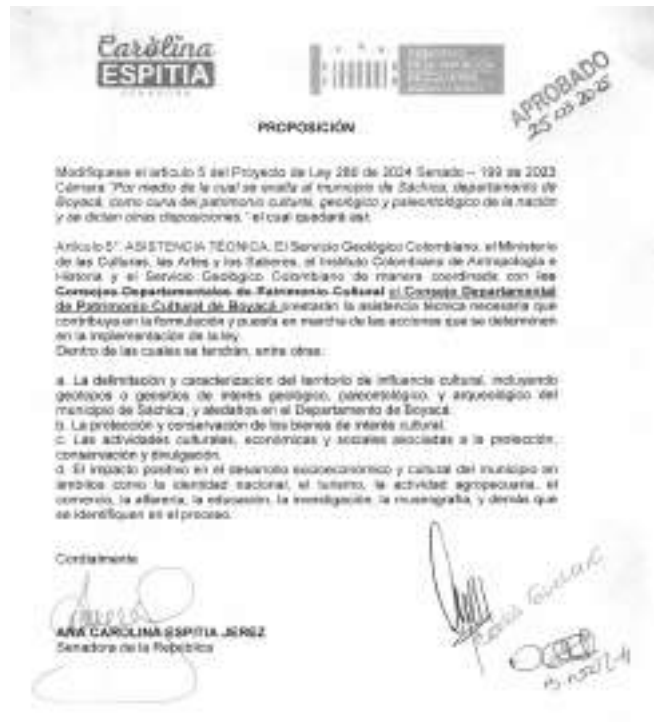 Carolina
ESPITIA
SENADORA
APROBADO
25 03 2025
PROPOSICIÓN
Modifíquese el artículo 5 del Proyecto de Ley 286 de 2024 Senado – 199 de 2023
Cámara "Por medio de la cual se exalta al municipio de Sáchica, departamento de
Boyacá, como cuna del patrimonio cultural, geológico y paleontológico de la nación
y se dictan otras disposiciones." el cual quedará así:
Artículo 5°. ASISTENCIA TÉCNICA. El Servicio Geológico Colombiano, el Ministerio
de las Culturas, las Artes y los Saberes, el Instituto Colombiano de Antropología e
Historia y el Servicio Geológico Colombiano de manera coordinada con los
Consejos Departamentales de Patrimonio Cultural el Consejo Departamental
de Patrimonio Cultural de Boyacá prestarán la asistencia técnica necesaria que
contribuya en la formulación y puesta en marcha de las acciones que se determinen
en la implementación de la ley.
Dentro de las cuales se tendrán, entre otras:
a. La delimitación y caracterización del territorio de influencia cultural, incluyendo
geótopos o geositios de interés geológico, paleontológico, y arqueológico del
municipio de Sáchica, y aledaños en el Departamento de Boyacá.
b. La protección y conservación de los bienes de interés cultural.
c. Las actividades culturales, económicas y sociales asociadas a la protección,
conservación y divulgación.
d. El impacto positivo en el desarrollo socioeconómico y cultural del municipio en
ámbitos como la identidad nacional, el turismo, la actividad agropecuaria, el
comercio, la alfarería, la educación, la investigación, la museografía, y demás que
se identifiquen en el proceso.
Cordialmente
ANA CAROLINA ESPITIA JEREZ
Senadora de la República